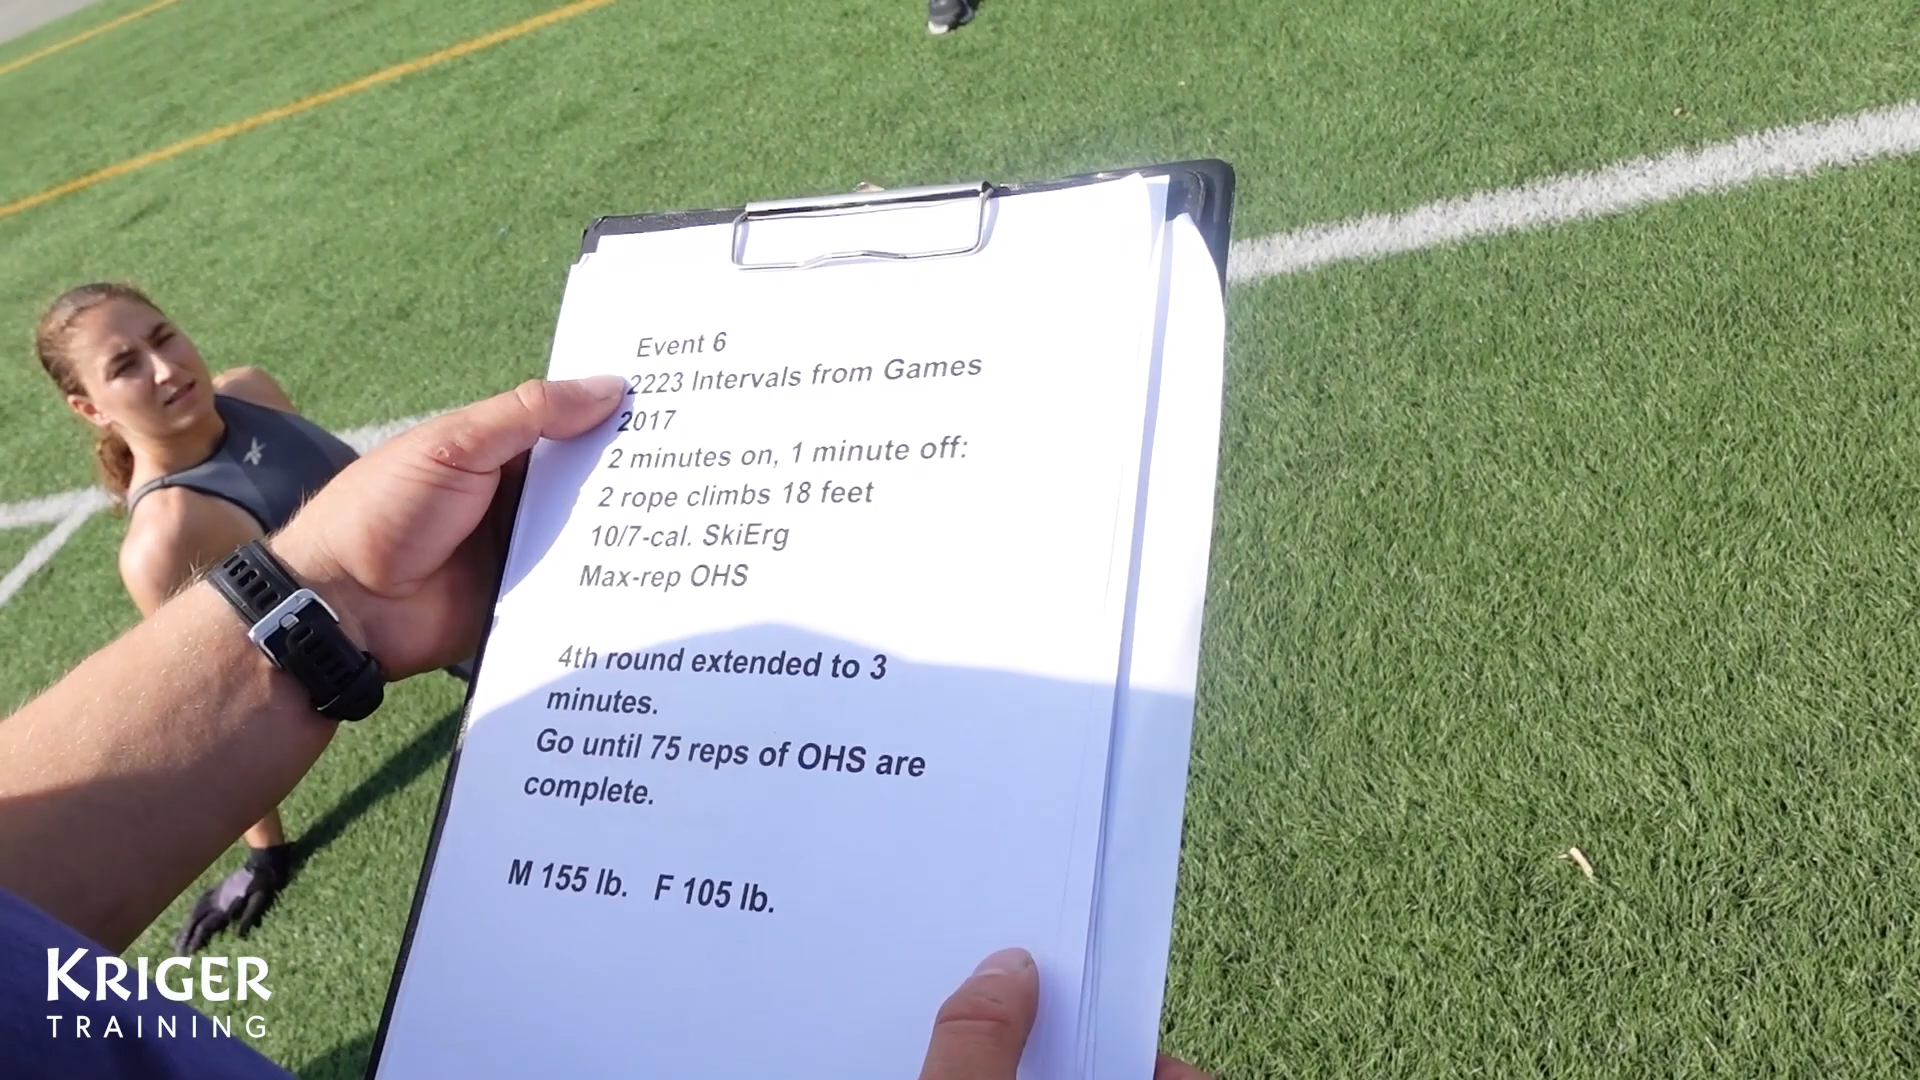 Event 6
2223 Intervals from Games
2017
2 minutes on, 1 minute off:
2 rope climbs 18 feet
10/7-cal. SkiErg
Max-rep OHS
4th round extended to 3
minutes.
Go until 75 reps of OHS are
complete.
M 155 lb. F 105 lb.
KRIGER
TRAINING